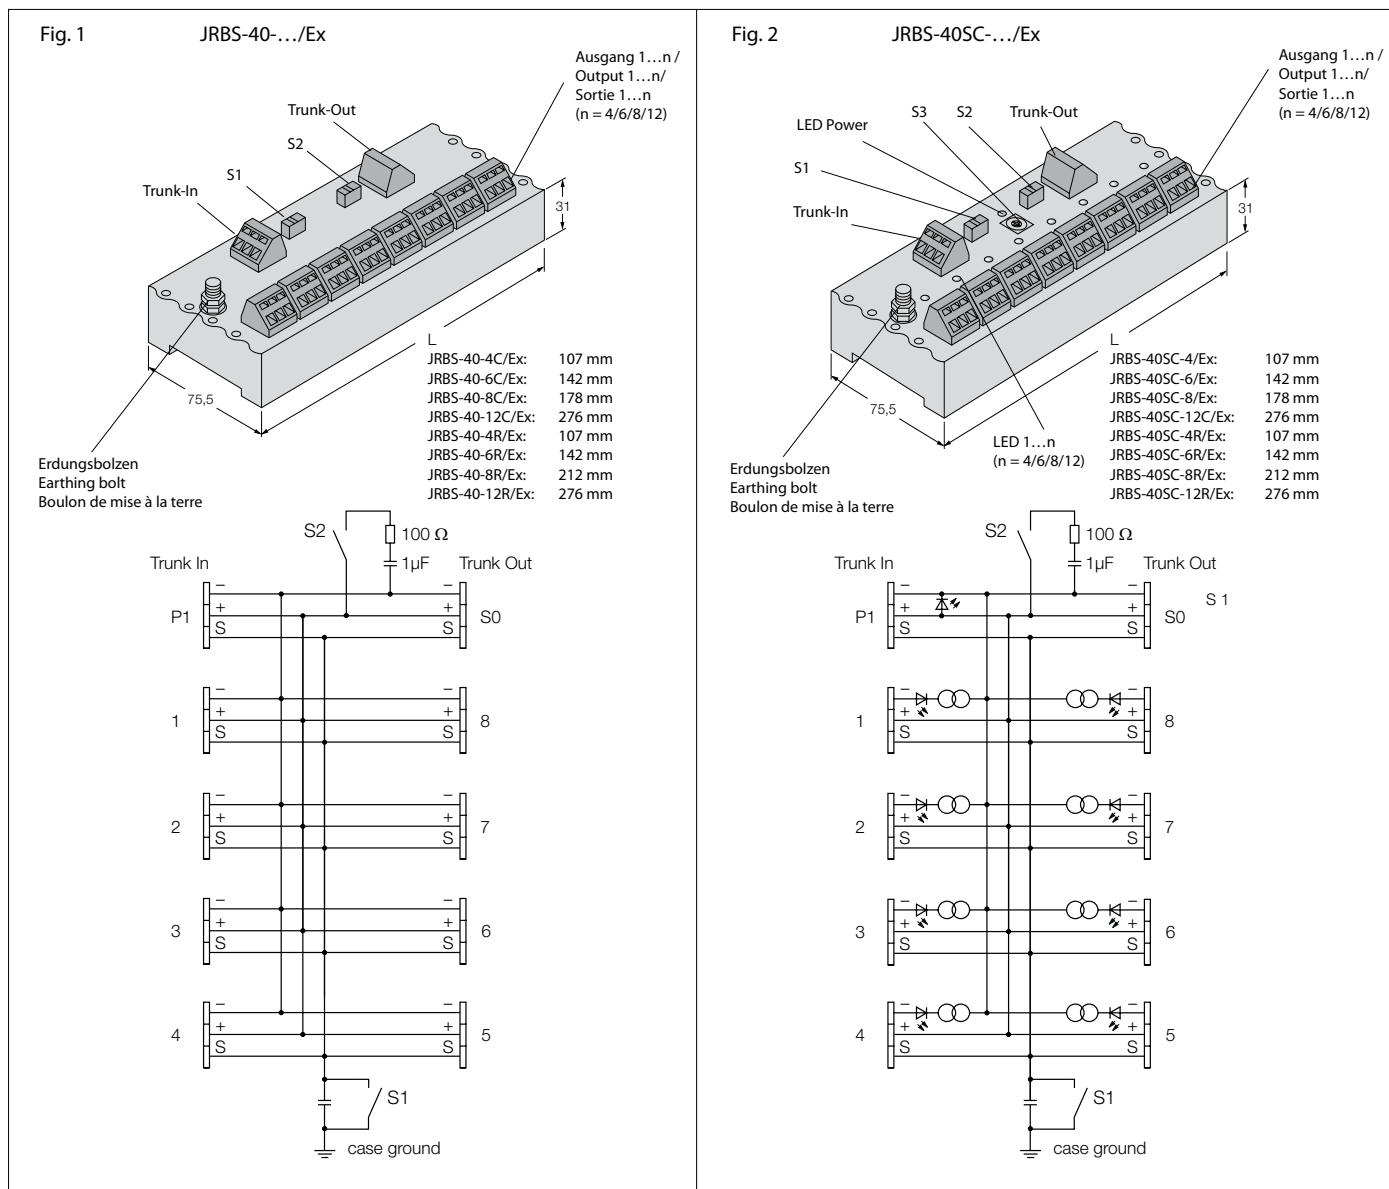 Fig. 1
JRBS-40-…/Ex
Ausgang 1…n /
Output 1…n/
Sortie 1…n
(n = 4/6/8/12)
Trunk-Out
S2
S1
Trunk-In
31
L
75,5
JRBS-40-4C/Ex: 107 mm
JRBS-40-6C/Ex: 142 mm
JRBS-40-8C/Ex: 178 mm
JRBS-40-12C/Ex: 276 mm
JRBS-40-4R/Ex: 107 mm
JRBS-40-6R/Ex: 142 mm
JRBS-40-8R/Ex: 212 mm
JRBS-40-12R/Ex: 276 mm
Erdungsbolzen
Earthing bolt
Boulon de mise à la terre
S2
100 Ω
1µF
Trunk In
Trunk Out
− −
P1 + + S0
S S
− −
1 + + 8
S S
− −
2 + + 7
S S
− −
3 + + 6
S S
− −
4 + + 5
S S
S1
case ground
Fig. 2
JRBS-40SC-…/Ex
Ausgang 1…n /
Output 1…n/
Sortie 1…n
(n = 4/6/8/12)
S3
S2
Trunk-Out
LED Power
S1
Trunk-In
31
L
75,5
JRBS-40SC-4/Ex: 107 mm
JRBS-40SC-6/Ex: 142 mm
JRBS-40SC-8/Ex: 178 mm
JRBS-40SC-12C/Ex: 276 mm
JRBS-40SC-4R/Ex: 107 mm
JRBS-40SC-6R/Ex: 142 mm
JRBS-40SC-8R/Ex: 212 mm
JRBS-40SC-12R/Ex: 276 mm
LED 1…n
(n = 4/6/8/12)
Erdungsbolzen
Earthing bolt
Boulon de mise à la terre
S2
100 Ω
1µF
Trunk In
Trunk Out
− −
S 1
P1 + + S0
S S
− −
1 + + 8
S S
− −
2 + + 7
S S
− −
3 + + 6
S S
− −
4 + + 5
S S
S1
case ground